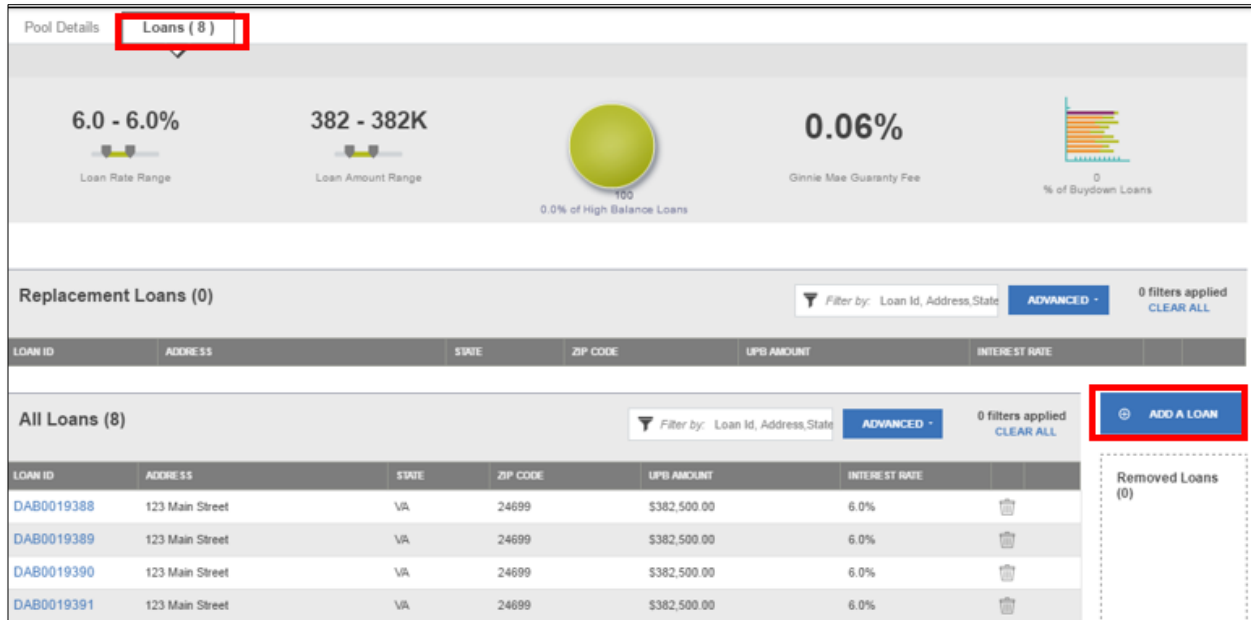 Pool Details Loans ( 8 )
6.0 - 6.0% 382 - 382K 0.06%
Loan Rate Range Loan Amount Range Ginnie Mae Guaranty Fee 0
100 % of Buydown Loans
0.0% of High Balance Loans
Replacement Loans (0) Filter by: Loan Id, Address,State ADVANCED - 0 filters applied
CLEAR ALL
LOAN ID ADDRESS STATE ZIP CODE UPB AMOUNT INTEREST RATE
All Loans (8) Filter by: Loan Id, Address,State ADVANCED - 0 filters applied ADD A LOAN
CLEAR ALL
LOAN ID ADDRESS STATE ZIP CODE UPB AMOUNT INTEREST RATE
Removed Loans
(0)
DAB0019388 123 Main Street VA 24699 $382,500.00 6.0%
DAB0019389 123 Main Street VA 24699 $382,500.00 6.0%
DAB0019390 123 Main Street VA 24699 $382,500.00 6.0%
DAB0019391 123 Main Street VA 24699 $382,500.00 6.0%